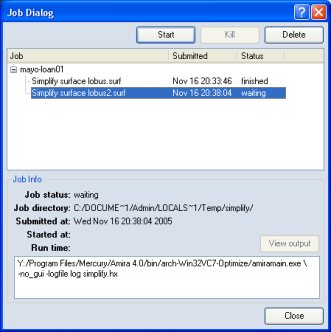 Job Dialog
Start Kill Delete
Job Submitted Status
mayo-loan01
Simplify surface lobus.surf Nov 16 20:33:46 finished
Simplify surface lobus2.surf Nov 16 20:38:04 waiting
Job Info
Job status: waiting
Job directory: C:/DOCUME~1/Admin/LOCALS~1/Temp/simplify/
Submitted at: Wed Nov 16 20:38:04 2005
Started at:
Run time:
View output
Y:/Program Files/Mercury/Amira 4.0/bin/arch-Win32VC7-Optimize/amiramain.exe \
-no_gui -logfile log simplify.hx
Close